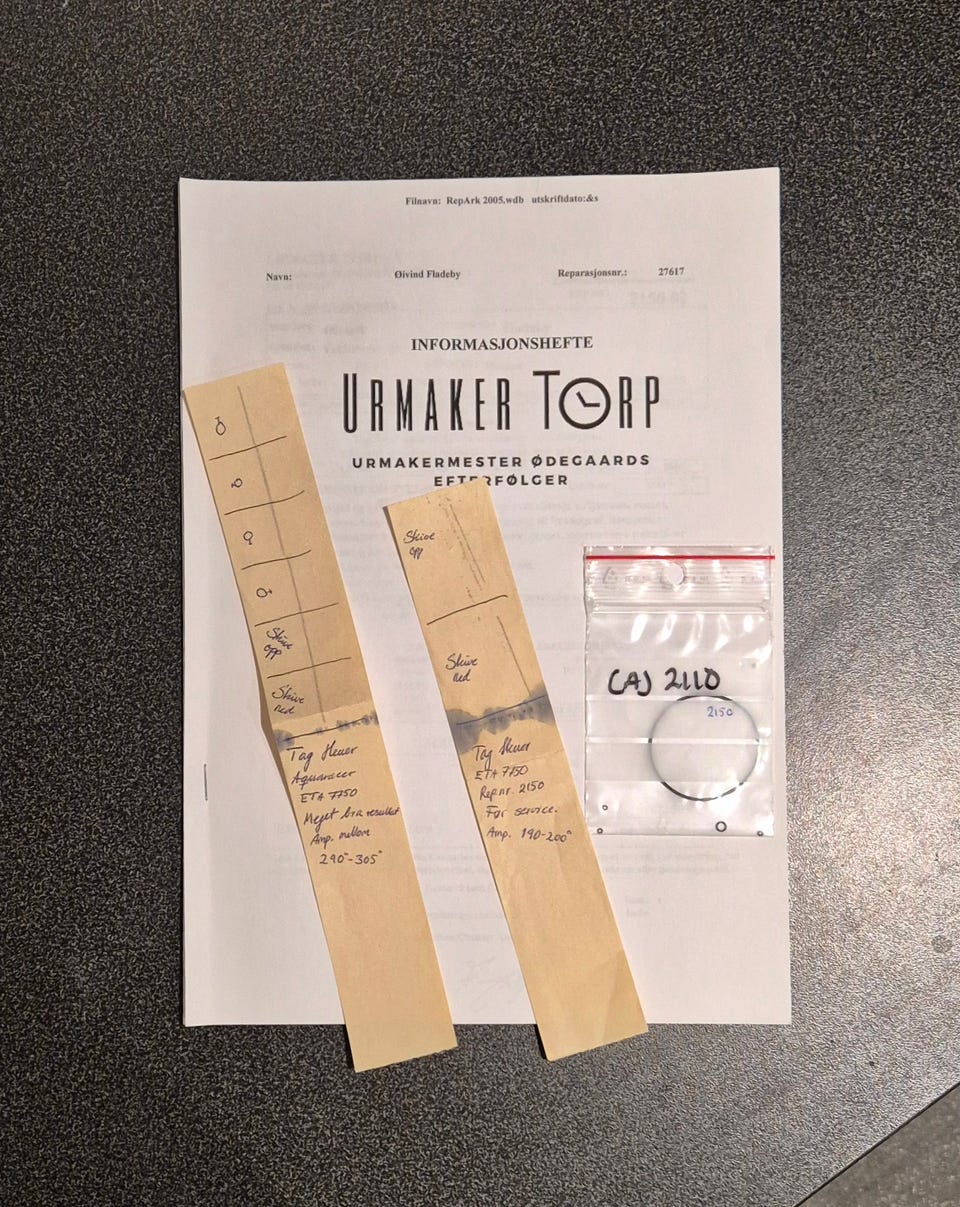 Filnavn: RepArk 2005.wdb utskriftdato:&s
Navn: Øivind Fladeby Reparasjonsnr.: 27617
INFORMASJONSHEFTE
URMAKER TORP
URMAKERMESTER ØDEGAARDS
EFTERFØLGER
Skive
opp
Skive
ned
Tag Heuer
Aquaracer
ETA 7750
Meget bra resultat
Amp. mellom
290°-305°
Skive
opp
Skive
ned
Tag Heuer
ETA 7750
Rep.nr. 2150
Før service.
Amp. 190-200°
CAJ 2110
2150